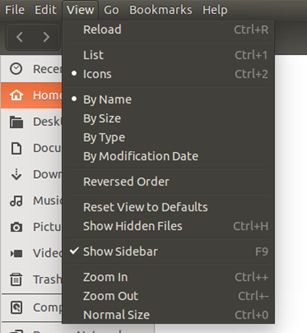 File Edit View Go Bookmarks Help
Reload Ctrl+R
List Ctrl+1
Icons Ctrl+2
By Name
By Size
By Type
By Modification Date
Reversed Order
Reset View to Defaults
Show Hidden Files Ctrl+H
Show Sidebar F9
Zoom In Ctrl++
Zoom Out Ctrl+-
Normal Size Ctrl+0
Recen
Home
Deskt
Docu
Down
Music
Pictur
Video
Trash
Comp